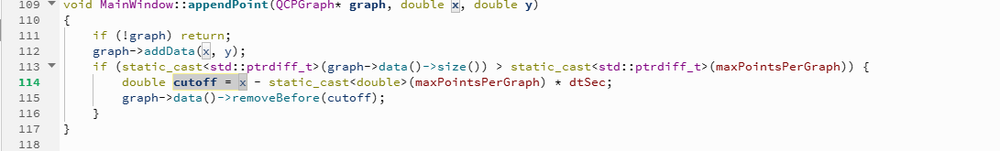 109 void MainWindow::appendPoint(QCPGraph* graph, double x, double y)
110 {
111     if (!graph) return;
112     graph->addData(x, y);
113     if (static_cast<std::ptrdiff_t>(graph->data()->size()) > static_cast<std::ptrdiff_t>(maxPointsPerGraph)) {
114         double cutoff = x - static_cast<double>(maxPointsPerGraph) * dtSec;
115         graph->data()->removeBefore(cutoff);
116     }
117 }
118